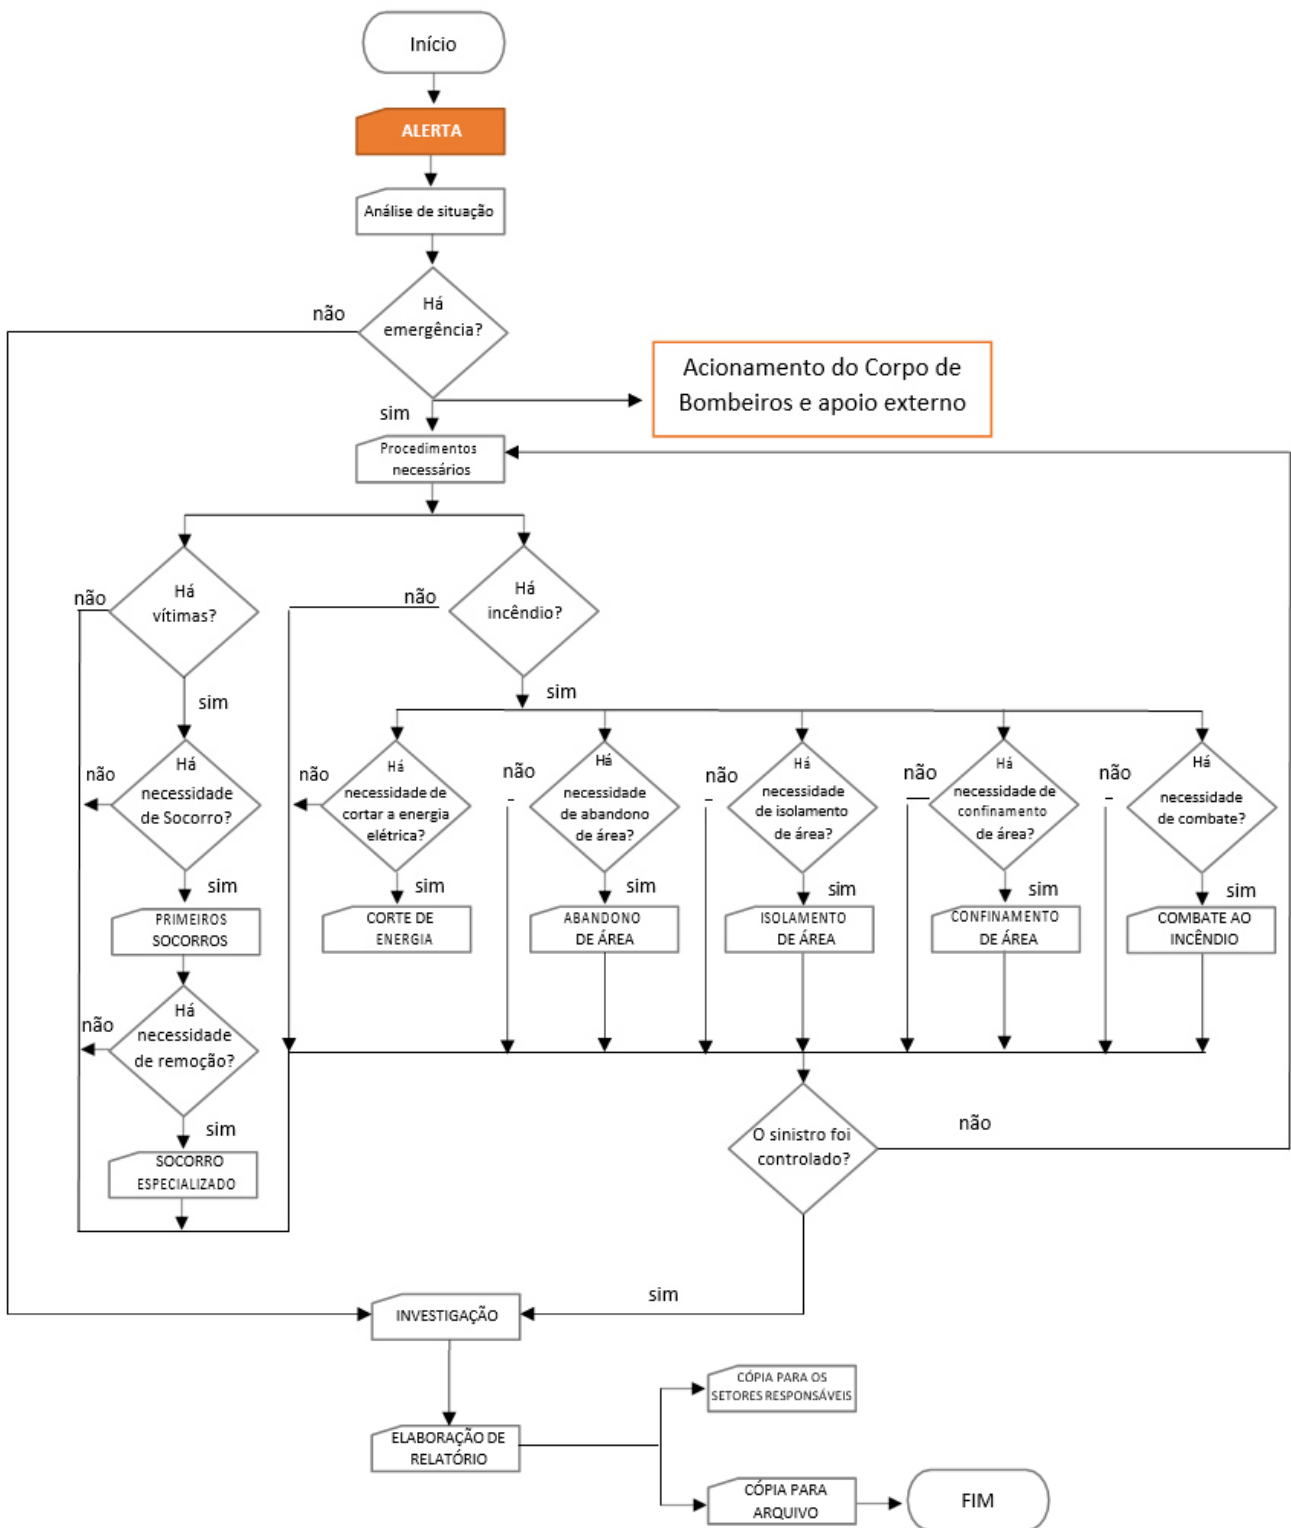 Início
ALERTA
Análise de situação
Há
emergência?
não
sim
Acionamento do Corpo de
Bombeiros e apoio externo
Procedimentos
necessários
Há
vítimas?
não
sim
Há
incêndio?
não
sim
Há
necessidade
de Socorro?
não
sim
Há
necessidade de
cortar a energia
elétrica?
não
sim
Há
necessidade
de abandono
de área?
não
sim
Há
necessidade
de isolamento
de área?
não
sim
Há
necessidade de
confinamento
de área?
não
sim
Há
necessidade
de combate?
não
sim
PRIMEIROS
SOCORROS
CORTE DE
ENERGIA
ABANDONO
DE ÁREA
ISOLAMENTO
DE ÁREA
CONFINAMENTO
DE ÁREA
COMBATE AO
INCÊNDIO
Há
necessidade
de remoção?
não
sim
SOCORRO
ESPECIALIZADO
O sinistro foi
controlado?
não
sim
INVESTIGAÇÃO
ELABORAÇÃO DE
RELATÓRIO
CÓPIA PARA OS
SETORES RESPONSÁVEIS
CÓPIA PARA
ARQUIVO
FIM